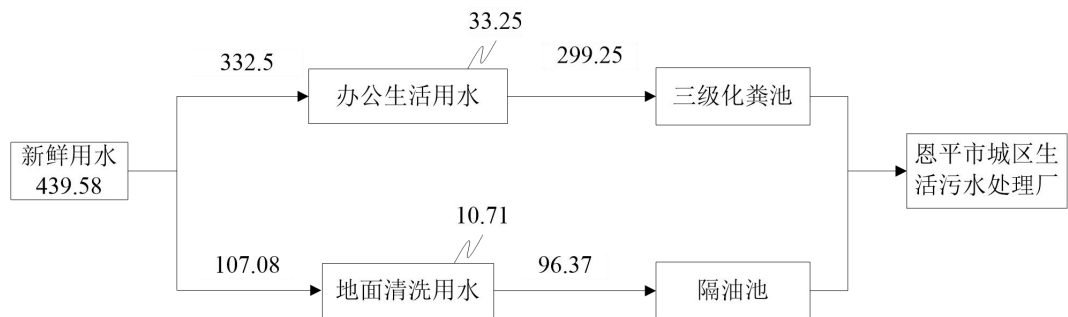 33.25
332.5
299.25
办公生活用水
三级化粪池
新鲜用水
439.58
恩平市城区生
活污水处理厂
10.71
107.08
96.37
地面清洗用水
隔油池